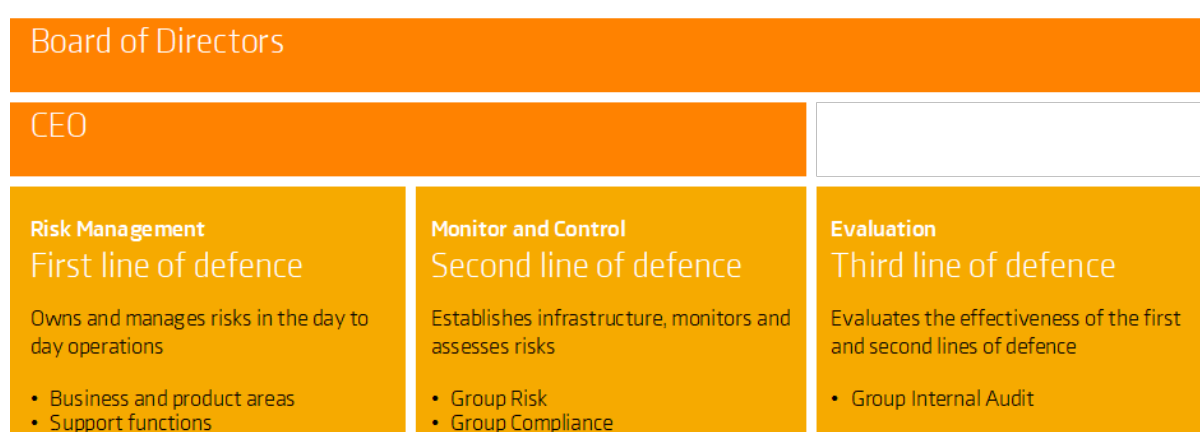 Board of Directors
CEO
Risk Management
First line of defence
Owns and manages risks in the day to
day operations
• Business and product areas
• Support functions
Monitor and Control
Second line of defence
Establishes infrastructure, monitors and
assesses risks
• Group Risk
• Group Compliance
Evaluation
Third line of defence
Evaluates the effectiveness of the first
and second lines of defence
• Group Internal Audit